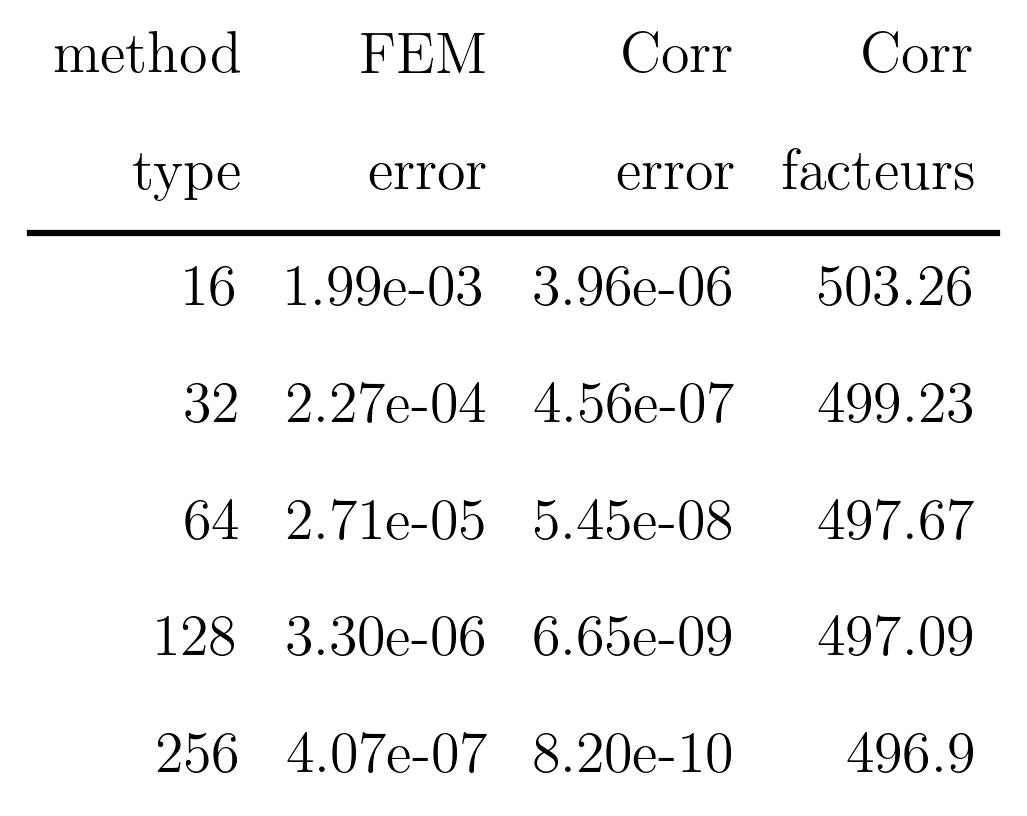 method FEM Corr Corr
type error error facteurs
16 1.99e-03 3.96e-06 503.26
32 2.27e-04 4.56e-07 499.23
64 2.71e-05 5.45e-08 497.67
128 3.30e-06 6.65e-09 497.09
256 4.07e-07 8.20e-10 496.9